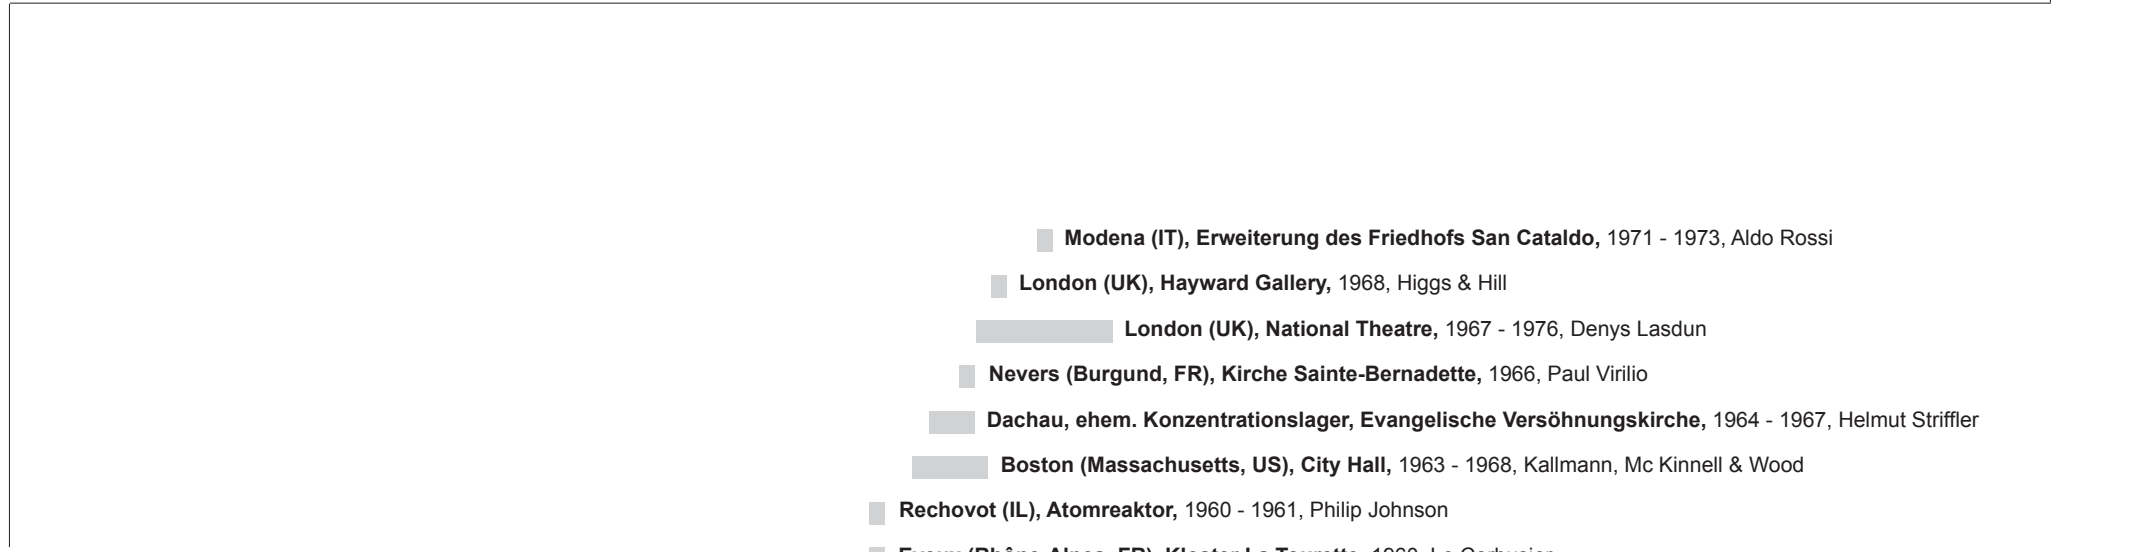 Modena (IT), Erweiterung des Friedhofs San Cataldo, 1971 - 1973, Aldo Rossi
London (UK), Hayward Gallery, 1968, Higgs & Hill
London (UK), National Theatre, 1967 - 1976, Denys Lasdun
Nevers (Burgund, FR), Kirche Sainte-Bernadette, 1966, Paul Virilio
Dachau, ehem. Konzentrationslager, Evangelische Versöhnungskirche, 1964 - 1967, Helmut Striffler
Boston (Massachusetts, US), City Hall, 1963 - 1968, Kallmann, Mc Kinnell & Wood
Rechovot (IL), Atomreaktor, 1960 - 1961, Philip Johnson